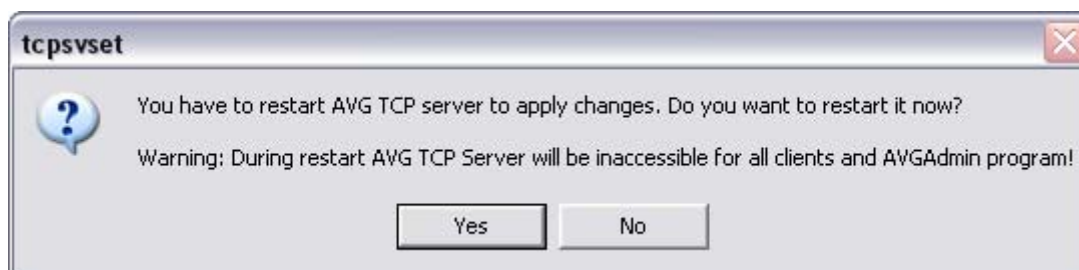 tcpsvset
You have to restart AVG TCP server to apply changes. Do you want to restart it now?
Warning: During restart AVG TCP Server will be inaccessible for all clients and AVGAdmin program!
Yes
No